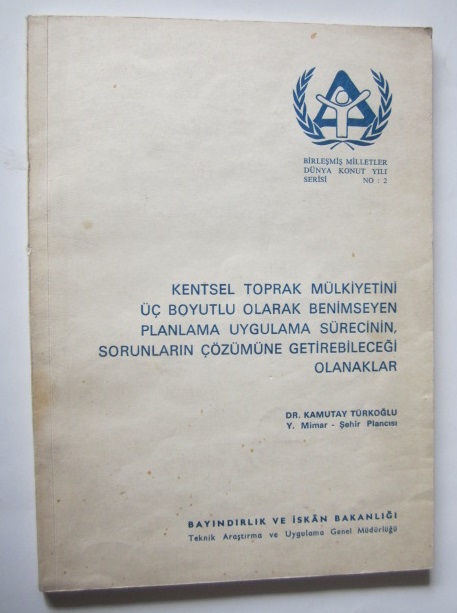 BİRLEŞMİŞ MİLLETLER
DÜNYA KONUT YILI
SERİSİ NO : 2
KENTSEL TOPRAK MÜLKİYETİNİ
ÜÇ BOYUTLU OLARAK BENİMSEYEN
PLANLAMA UYGULAMA SÜRECİNİN,
SORUNLARIN ÇÖZÜMÜNE GETİREBİLECEĞİ
OLANAKLAR
DR. KAMUTAY TÜRKOĞLU
Y. Mimar - Şehir Plancısı
BAYINDIRLIK VE İSKÂN BAKANLIĞI
Teknik Araştırma ve Uygulama Genel Müdürlüğü